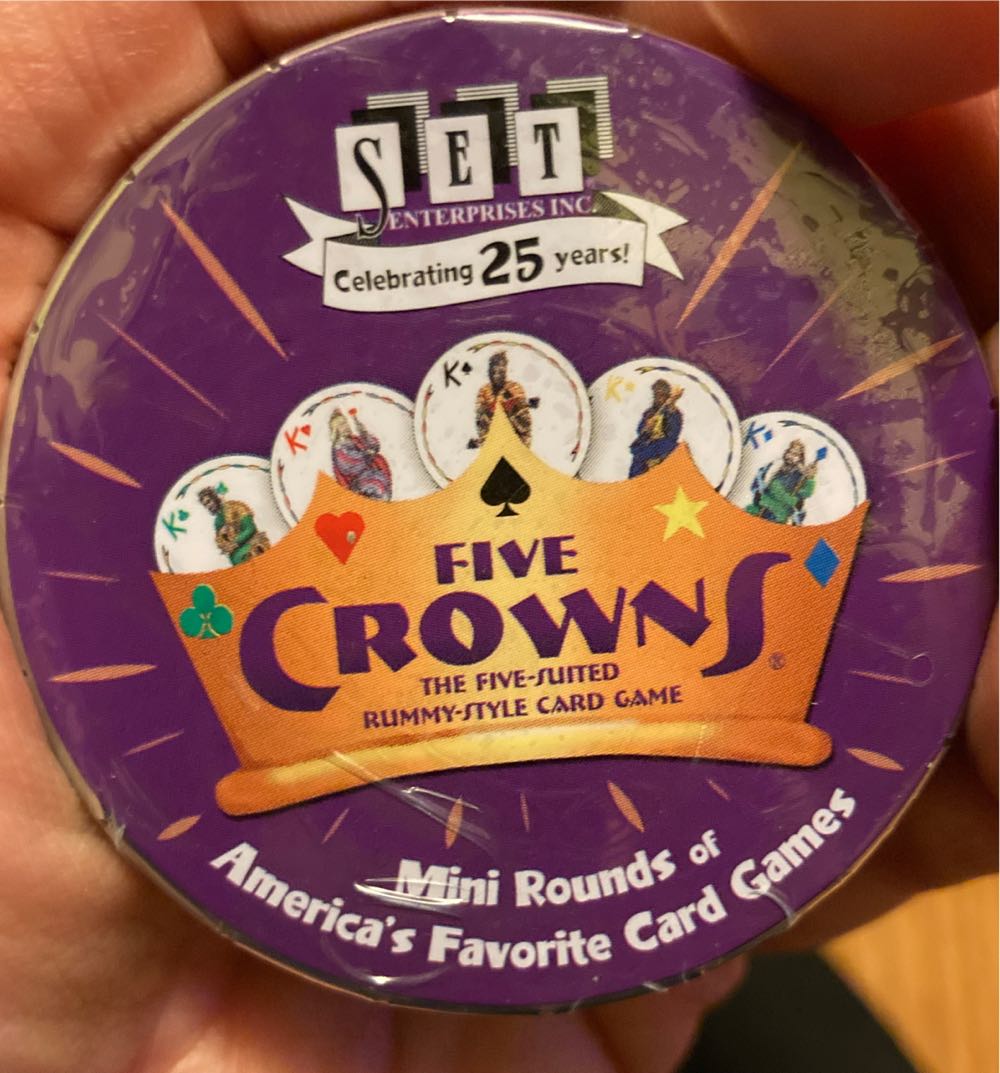 SET
ENTERPRISES INC.
Celebrating 25 years!
K♣
K♥
K♠
K★
K♦
FIVE
CROWNS®
THE FIVE-SUITED
RUMMY-STYLE CARD GAME
Mini Rounds of
America's Favorite Card Games